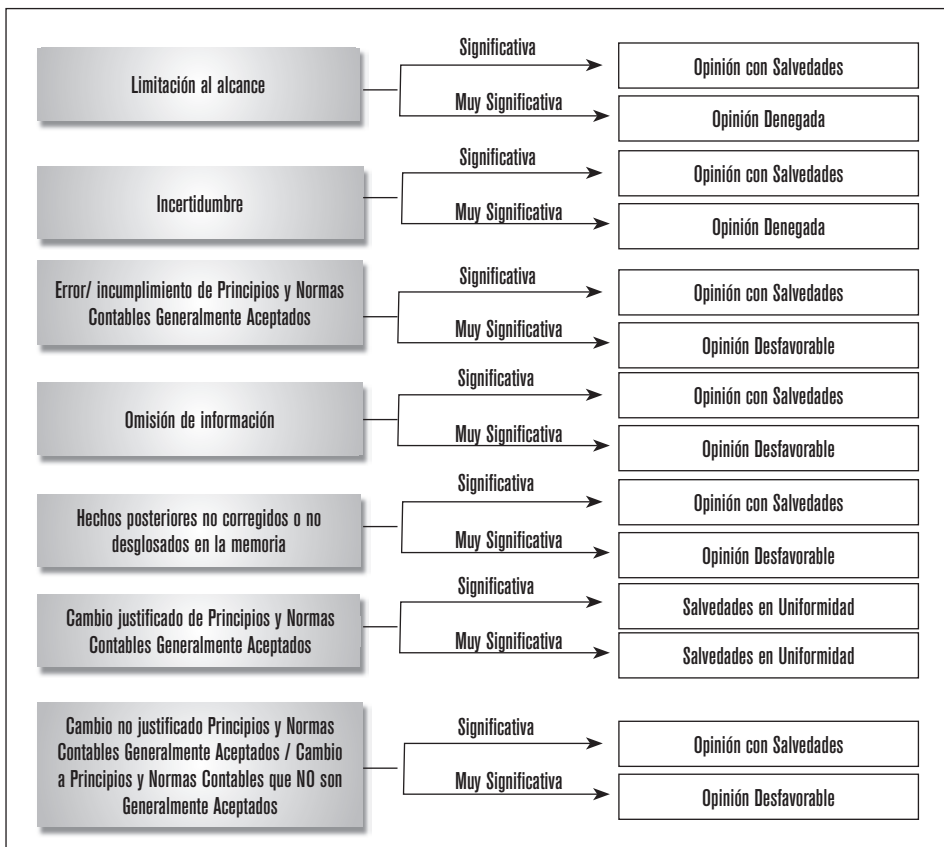 Limitación al alcance
Significativa
Opinión con Salvedades
Muy Significativa
Opinión Denegada
Incertidumbre
Significativa
Opinión con Salvedades
Muy Significativa
Opinión Denegada
Error/ incumplimiento de Principios y Normas
Contables Generalmente Aceptados
Significativa
Opinión con Salvedades
Muy Significativa
Opinión Desfavorable
Omisión de información
Significativa
Opinión con Salvedades
Muy Significativa
Opinión Desfavorable
Hechos posteriores no corregidos o no
desglosados en la memoria
Significativa
Opinión con Salvedades
Muy Significativa
Opinión Desfavorable
Cambio justificado de Principios y Normas
Contables Generalmente Aceptados
Significativa
Salvedades en Uniformidad
Muy Significativa
Salvedades en Uniformidad
Cambio no justificado Principios y Normas
Contables Generalmente Aceptados / Cambio
a Principios y Normas Contables que NO son
Generalmente Aceptados
Significativa
Opinión con Salvedades
Muy Significativa
Opinión Desfavorable